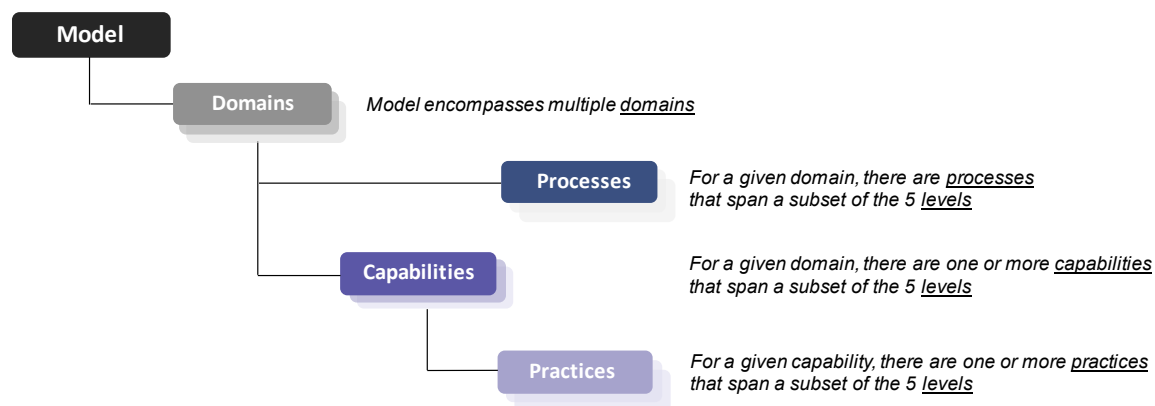 Model
Domains
Model encompasses multiple domains
Processes
For a given domain, there are processes
that span a subset of the 5 levels
Capabilities
For a given domain, there are one or more capabilities
that span a subset of the 5 levels
Practices
For a given capability, there are one or more practices
that span a subset of the 5 levels